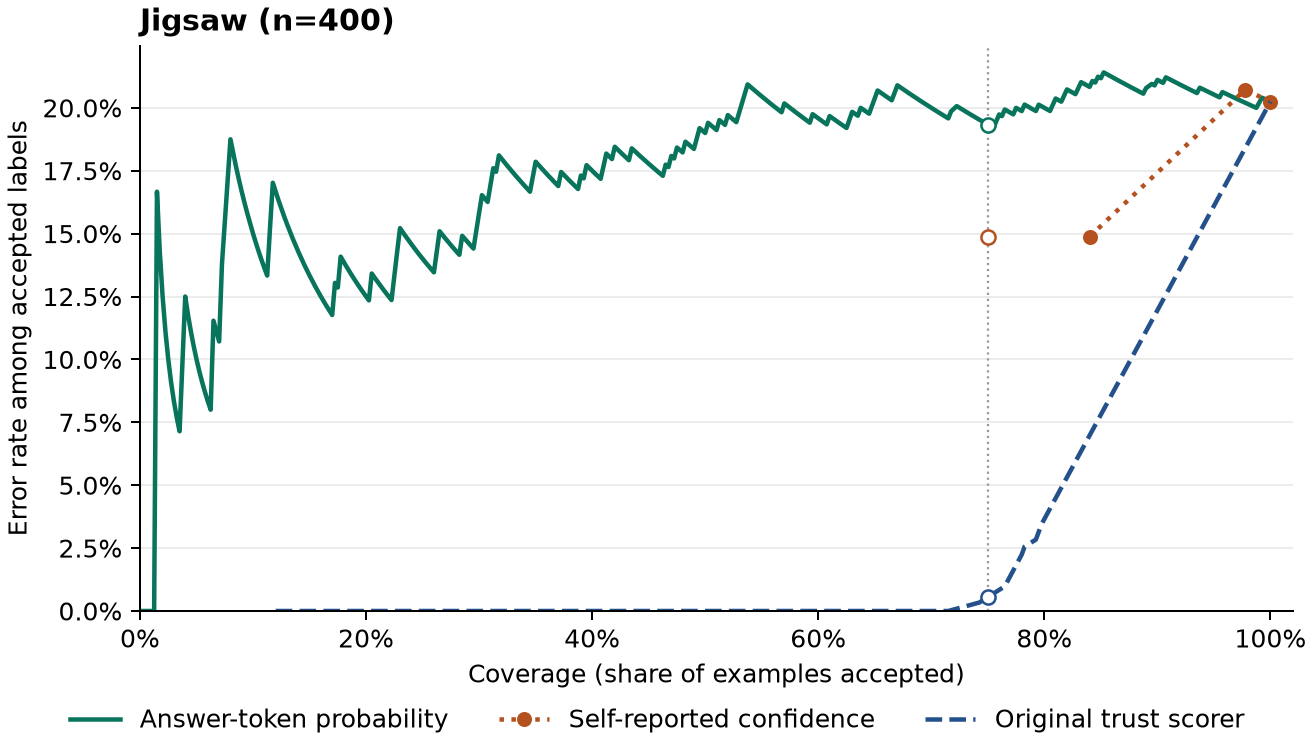 Jigsaw (n=400)
Error rate among accepted labels
20.0%
17.5%
15.0%
12.5%
10.0%
7.5%
5.0%
2.5%
0.0%
0% 20% 40% 60% 80% 100%
Coverage (share of examples accepted)
Answer-token probability Self-reported confidence Original trust scorer